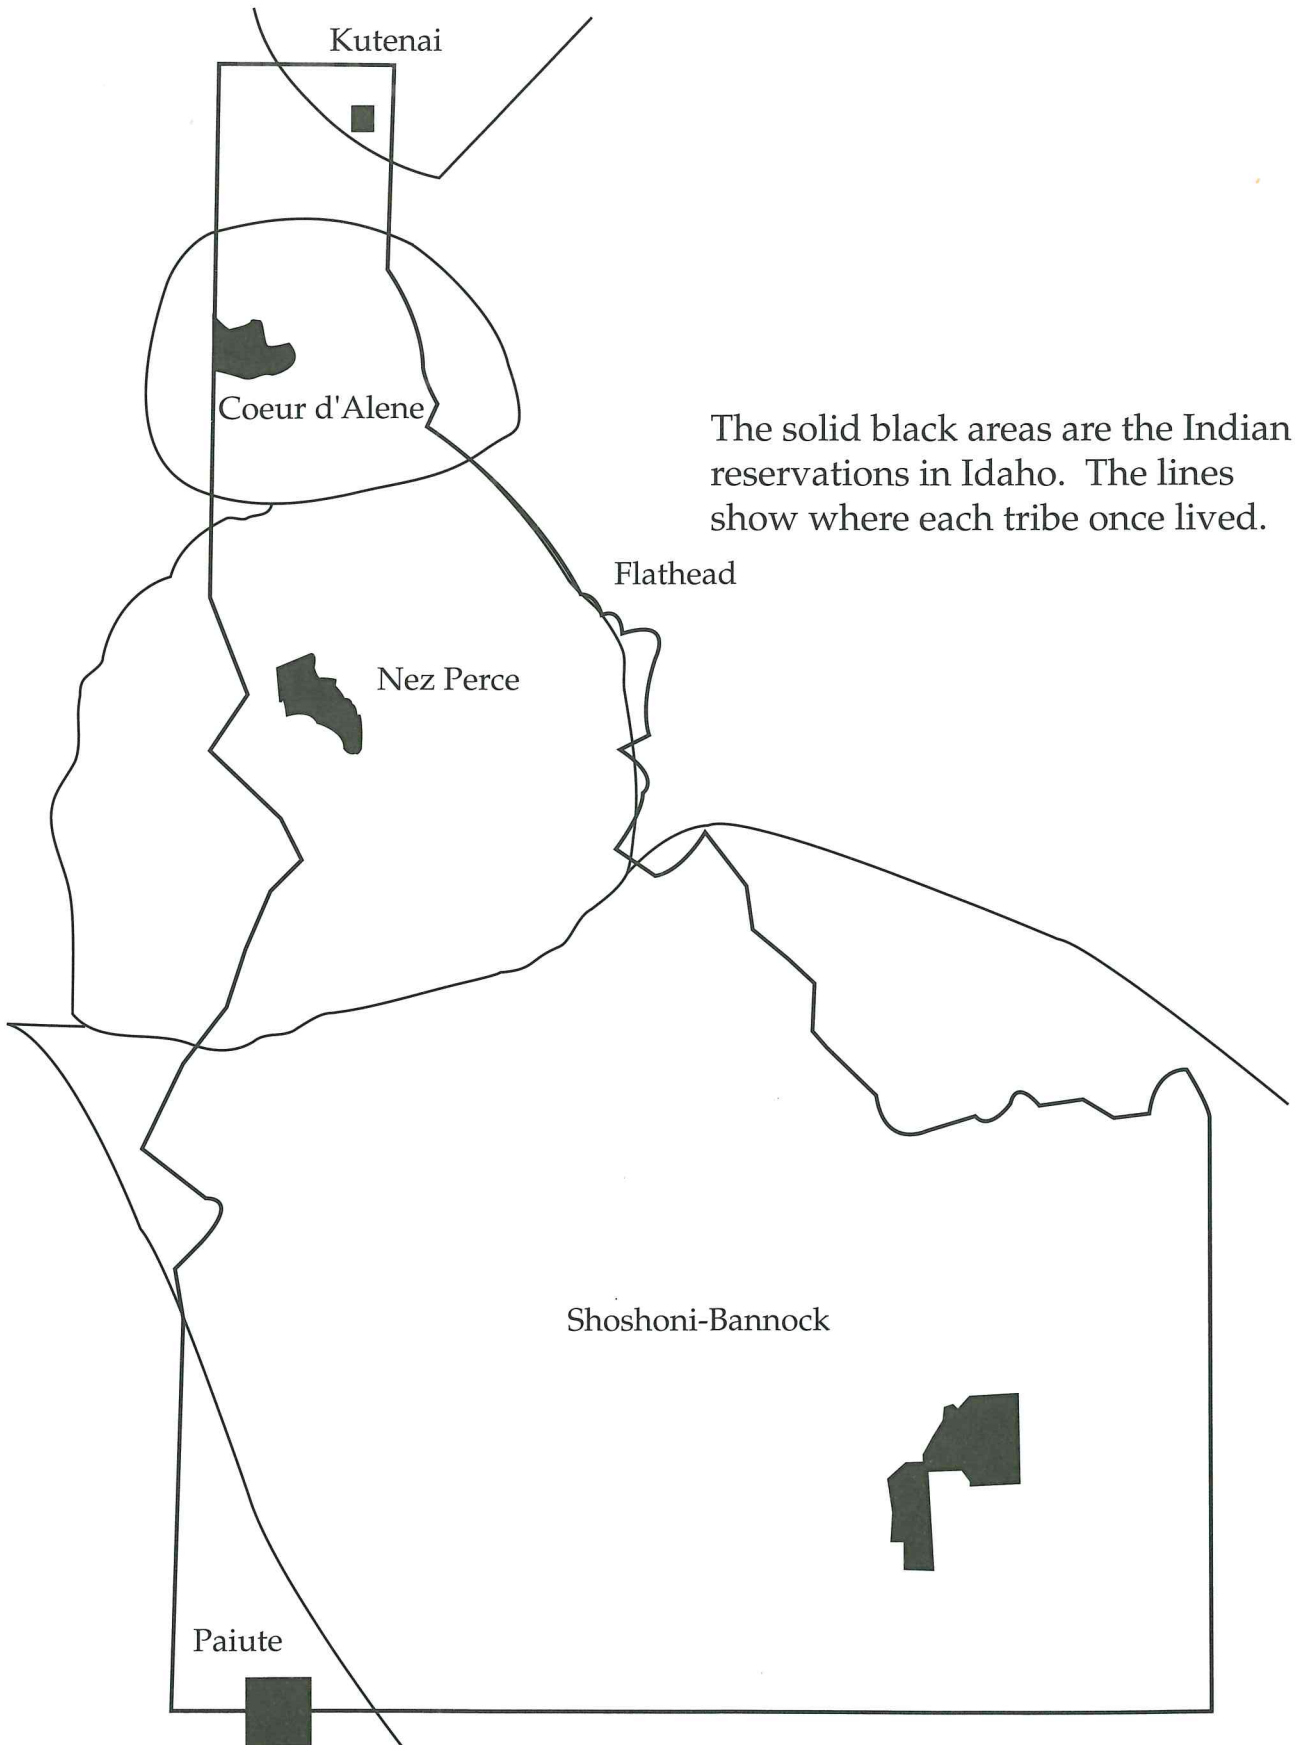 Kutenai
Coeur d'Alene
The solid black areas are the Indian
reservations in Idaho.  The lines
show where each tribe once lived.
Flathead
Nez Perce
Shoshoni-Bannock
Paiute